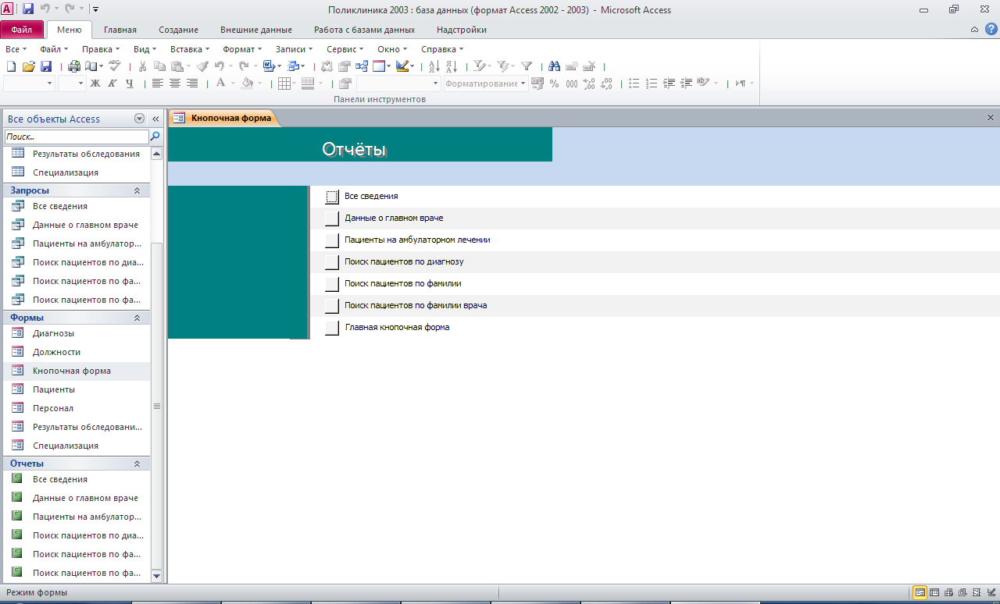 Поликлиника 2003 : база данных (формат Access 2002 - 2003) - Microsoft Access
Файл Меню Главная Создание Внешние данные Работа с базами данных Надстройки
Все Файл Правка Вид Вставка Формат Записи Сервис Окно Справка
Ж К Ч А Форматирование % 000
Панели инструментов
Все объекты Access
Кнопочная форма
Поиск...
Результаты обследования
Специализация
Запросы
Все сведения
Данные о главном враче
Пациенты на амбулатор...
Поиск пациентов по диа...
Поиск пациентов по фа...
Поиск пациентов по фа...
Формы
Диагнозы
Должности
Кнопочная форма
Пациенты
Персонал
Результаты обследовани...
Специализация
Отчеты
Все сведения
Данные о главном враче
Пациенты на амбулатор...
Поиск пациентов по диа...
Поиск пациентов по фа...
Поиск пациентов по фа...
Отчёты
Все сведения
Данные о главном враче
Пациенты на амбулаторном лечении
Поиск пациентов по диагнозу
Поиск пациентов по фамилии
Поиск пациентов по фамилии врача
Главная кнопочная форма
Режим формы